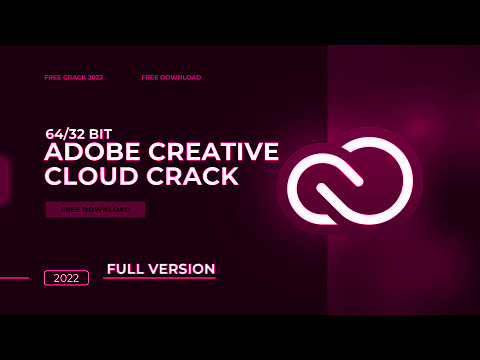 FREE CRACK 2022 FREE DOWNLOAD
64/32 BIT
ADOBE CREATIVE
CLOUD CRACK
FREE DOWNLOAD
2022 FULL VERSION